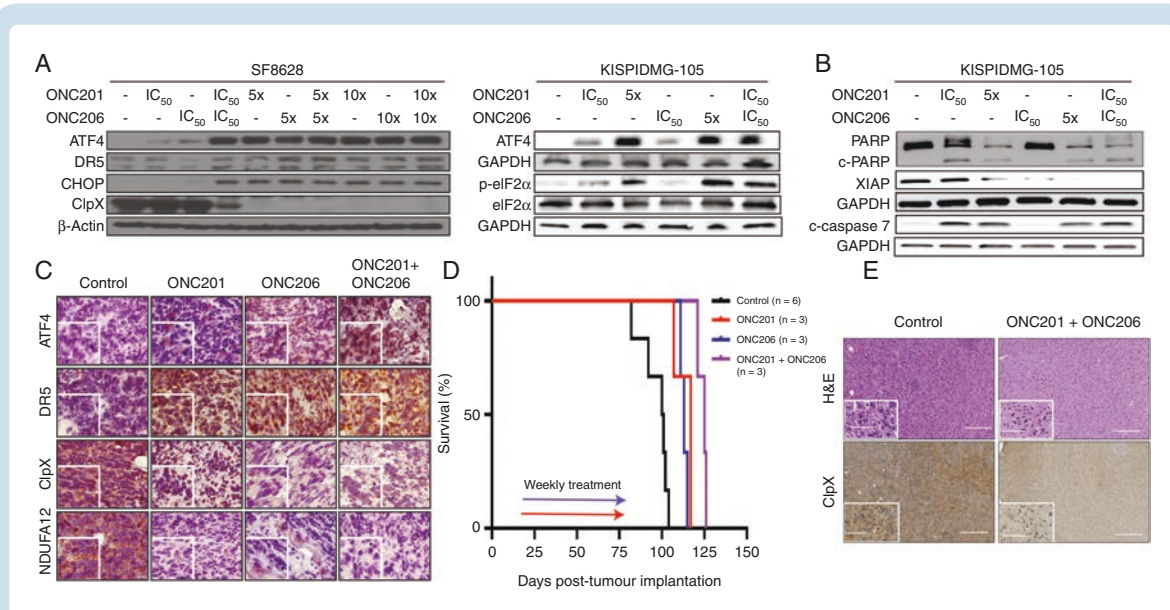 A
SF8628
ONC201 - IC50 - IC50 5x - 5x 10x - 10x
ONC206 - - IC50 IC50 - 5x 5x - 10x 10x
ATF4
DR5
CHOP
ClpX
β-Actin
KISPIDMG-105
ONC201 - IC50 5x - - IC50
ONC206 - - - IC50 5x IC50
ATF4
GAPDH
p-eIF2α
eIF2α
GAPDH
B
KISPIDMG-105
ONC201 - IC50 5x - - IC50
ONC206 - - - IC50 5x IC50
PARP
c-PARP
XIAP
GAPDH
c-caspase 7
GAPDH
C
Control ONC201 ONC206 ONC201+
ONC206
ATF4
DR5
ClpX
NDUFA12
D
Survival (%)
100
50
0
0 25 50 75 100 125 150
Days post-tumour implantation
Weekly treatment
Control (n = 6)
ONC201 (n = 3)
ONC206 (n = 3)
ONC201 + ONC206
(n = 3)
E
Control ONC201 + ONC206
H&E
ClpX